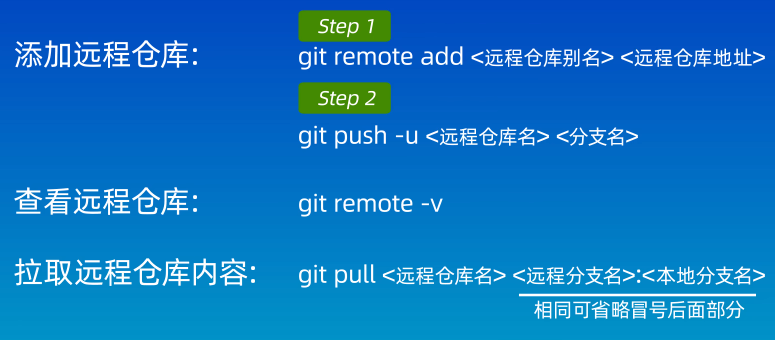 Step 1
添加远程仓库: git remote add <远程仓库别名> <远程仓库地址>
Step 2
git push -u <远程仓库名> <分支名>
查看远程仓库: git remote -v
拉取远程仓库内容: git pull <远程仓库名> <远程分支名>:<本地分支名>
相同可省略冒号后面部分